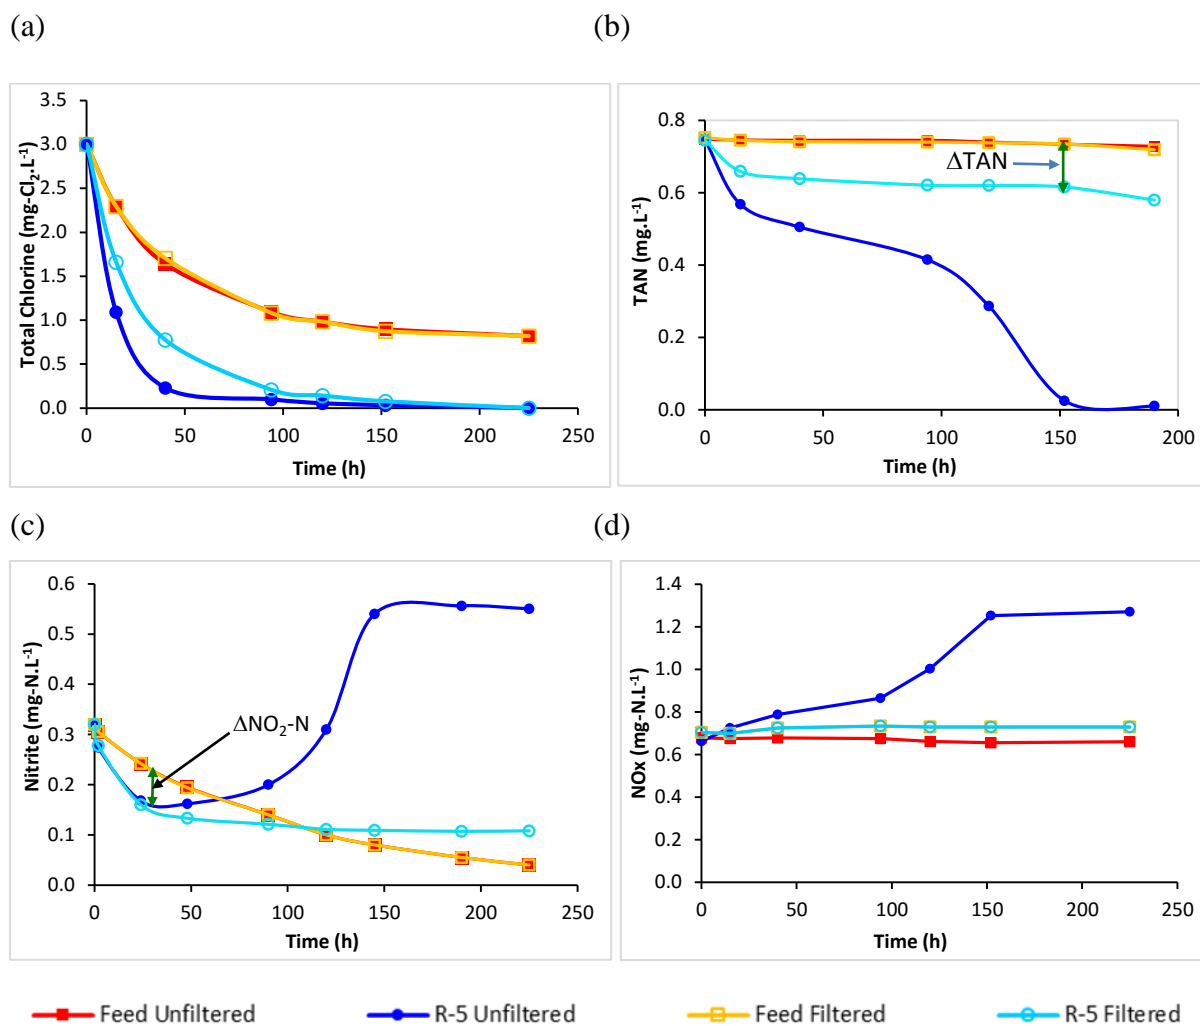 (a)
(b)
Total Chlorine (mg-Cl₂.L⁻¹)
3.5
3.0
2.5
2.0
1.5
1.0
0.5
0.0
0 50 100 150 200 250
Time (h)
TAN (mg.L⁻¹)
0.8
0.6
0.4
0.2
0.0
ΔTAN
0 50 100 150 200
Time (h)
(c)
(d)
Nitrite (mg-N.L⁻¹)
0.6
0.5
0.4
0.3
0.2
0.1
0.0
ΔNO₂-N
0 50 100 150 200 250
Time (h)
NOx (mg-N.L⁻¹)
1.4
1.2
1.0
0.8
0.6
0.4
0.2
0.0
0 50 100 150 200 250
Time (h)
Feed Unfiltered R-5 Unfiltered Feed Filtered R-5 Filtered